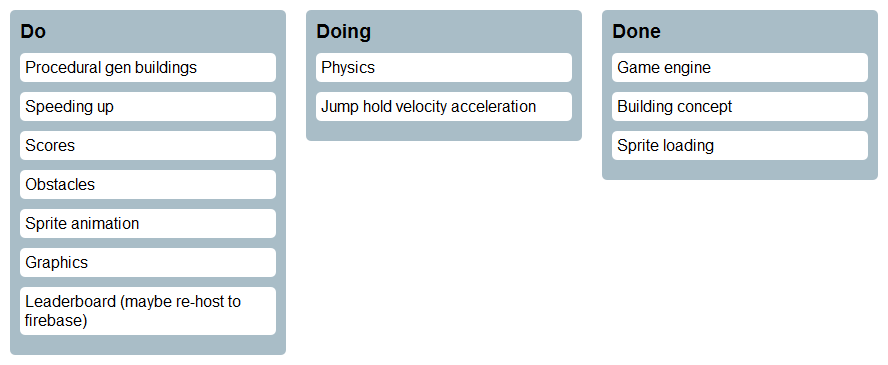 Do
Procedural gen buildings
Speeding up
Scores
Obstacles
Sprite animation
Graphics
Leaderboard (maybe re-host to
firebase)
Doing
Physics
Jump hold velocity acceleration
Done
Game engine
Building concept
Sprite loading